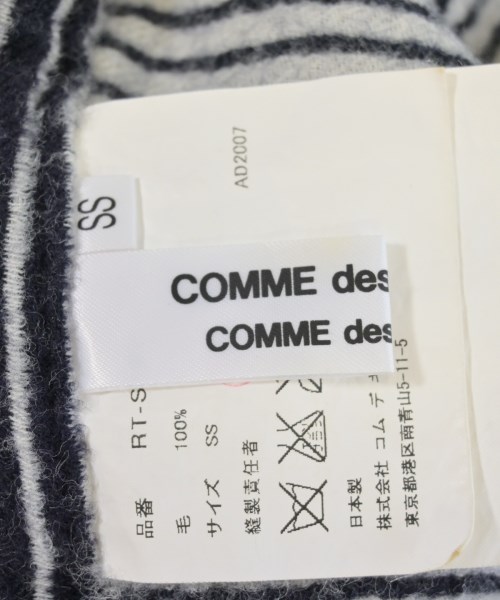 AD2007
SS
COMME des
COMME des
品番 RT-S
毛 100%
サイズ SS
縫製責任者
日本製
株式会社 コム デ
東京都港区南青山5-11-5